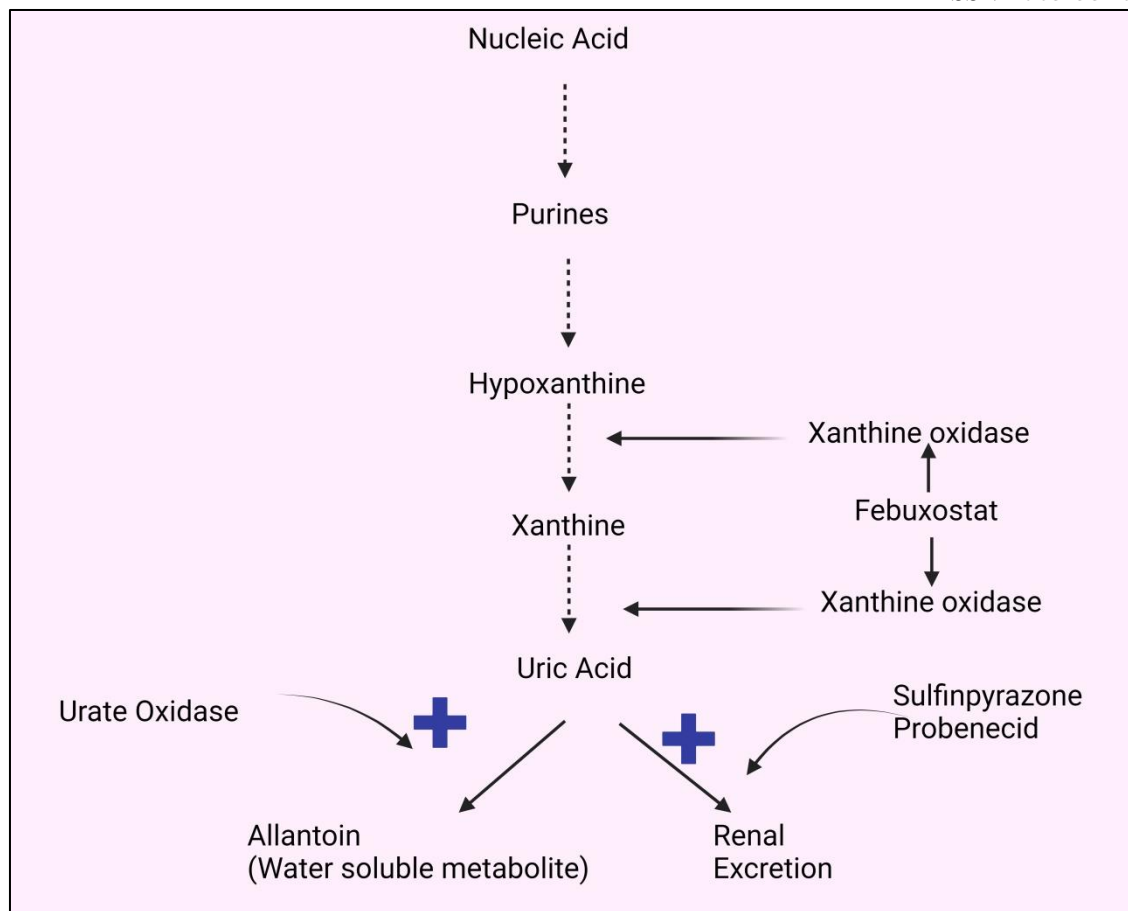 Nucleic Acid
Purines
Hypoxanthine
Xanthine oxidase
Febuxostat
Xanthine
Xanthine oxidase
Uric Acid
Urate Oxidase
Sulfinpyrazone
Probenecid
Allantoin
(Water soluble metabolite)
Renal
Excretion